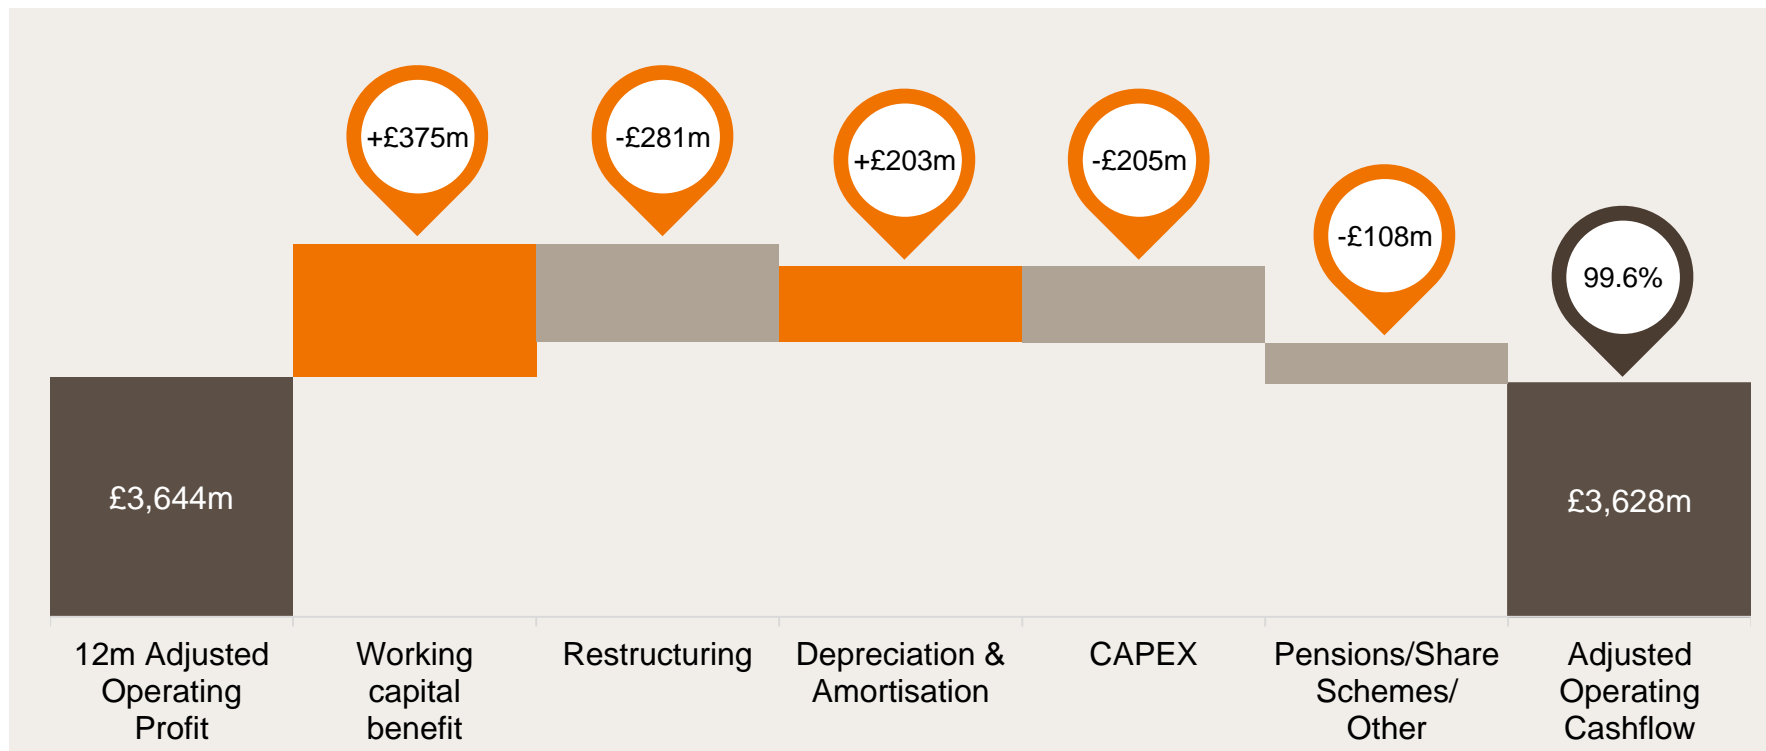 +£375m
-£281m
+£203m
-£205m
-£108m
99.6%
£3,644m
£3,628m
12m Adjusted
Operating
Profit
Working
capital
benefit
Restructuring
Depreciation &
Amortisation
CAPEX
Pensions/Share
Schemes/
Other
Adjusted
Operating
Cashflow